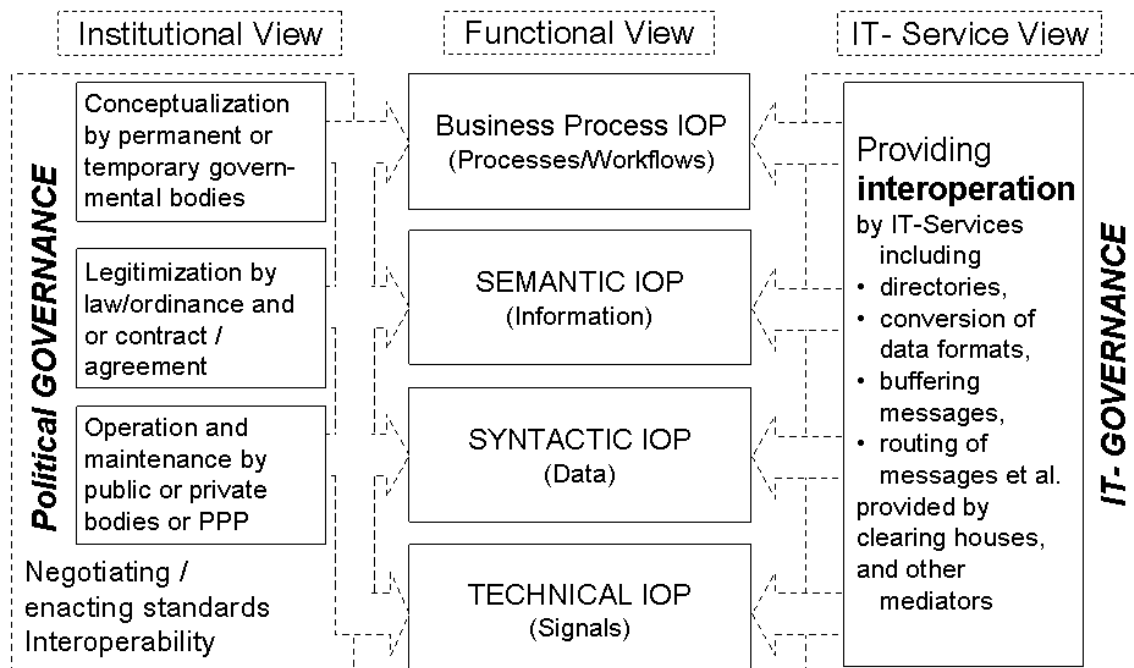 Institutional View
Functional View
IT- Service View
Political GOVERNANCE
Conceptualization
by permanent or
temporary govern-
mental bodies
Legitimization by
law/ordinance and
or contract /
agreement
Operation and
maintenance by
public or private
bodies or PPP
Negotiating /
enacting standards
Interoperability
Business Process IOP
(Processes/Workflows)
SEMANTIC IOP
(Information)
SYNTACTIC IOP
(Data)
TECHNICAL IOP
(Signals)
Providing
interoperation
by IT-Services
including
• directories,
• conversion of
data formats,
• buffering
messages,
• routing of
messages et al.
provided by
clearing houses,
and other
mediators
IT- GOVERNANCE